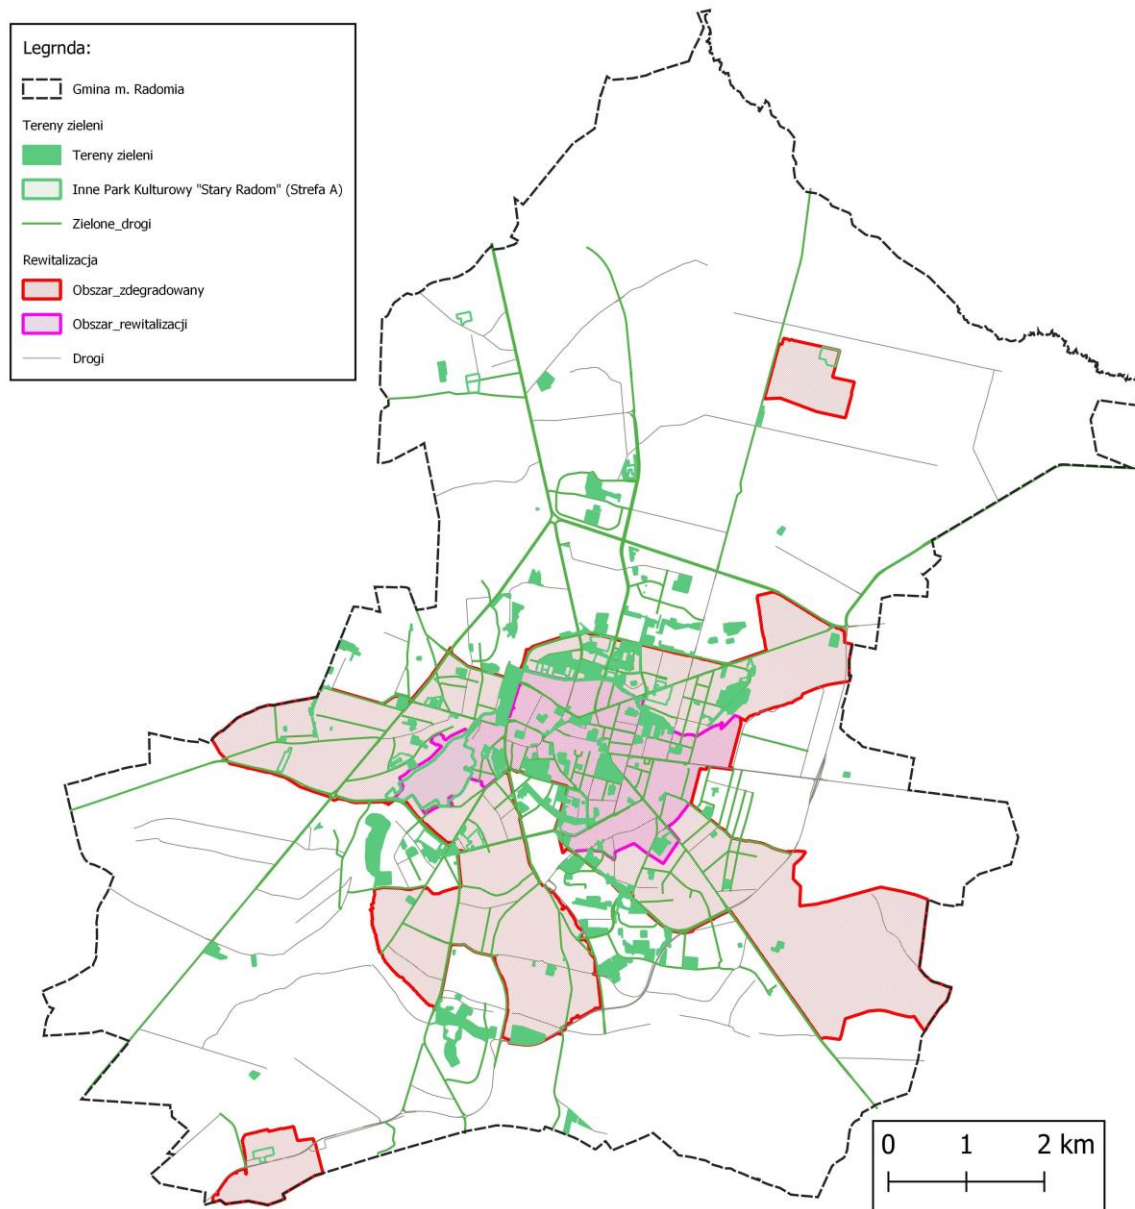 Legrnda:
Gmina m. Radomia
Tereny zieleni
Tereny zieleni
Inne Park Kulturowy "Stary Radom" (Strefa A)
Zielone_drogi
Rewitalizacja
Obszar_zdegradowany
Obszar_rewitalizacji
Drogi
0 1 2 km